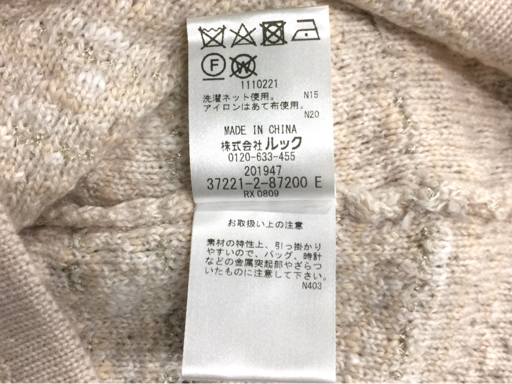 F
W
1110221
洗濯ネット使用。 N15
アイロンはあて布使用。
N20
MADE IN CHINA
株式会社ルック
0120-633-455
201947
37221-2-87200 E
RX 0809
お取扱い上の注意
素材の特性上、引っ掛かり
やすいので、バッグ、時計
などの金属突起部やざらつ
いたものに注意して下さい。
N403